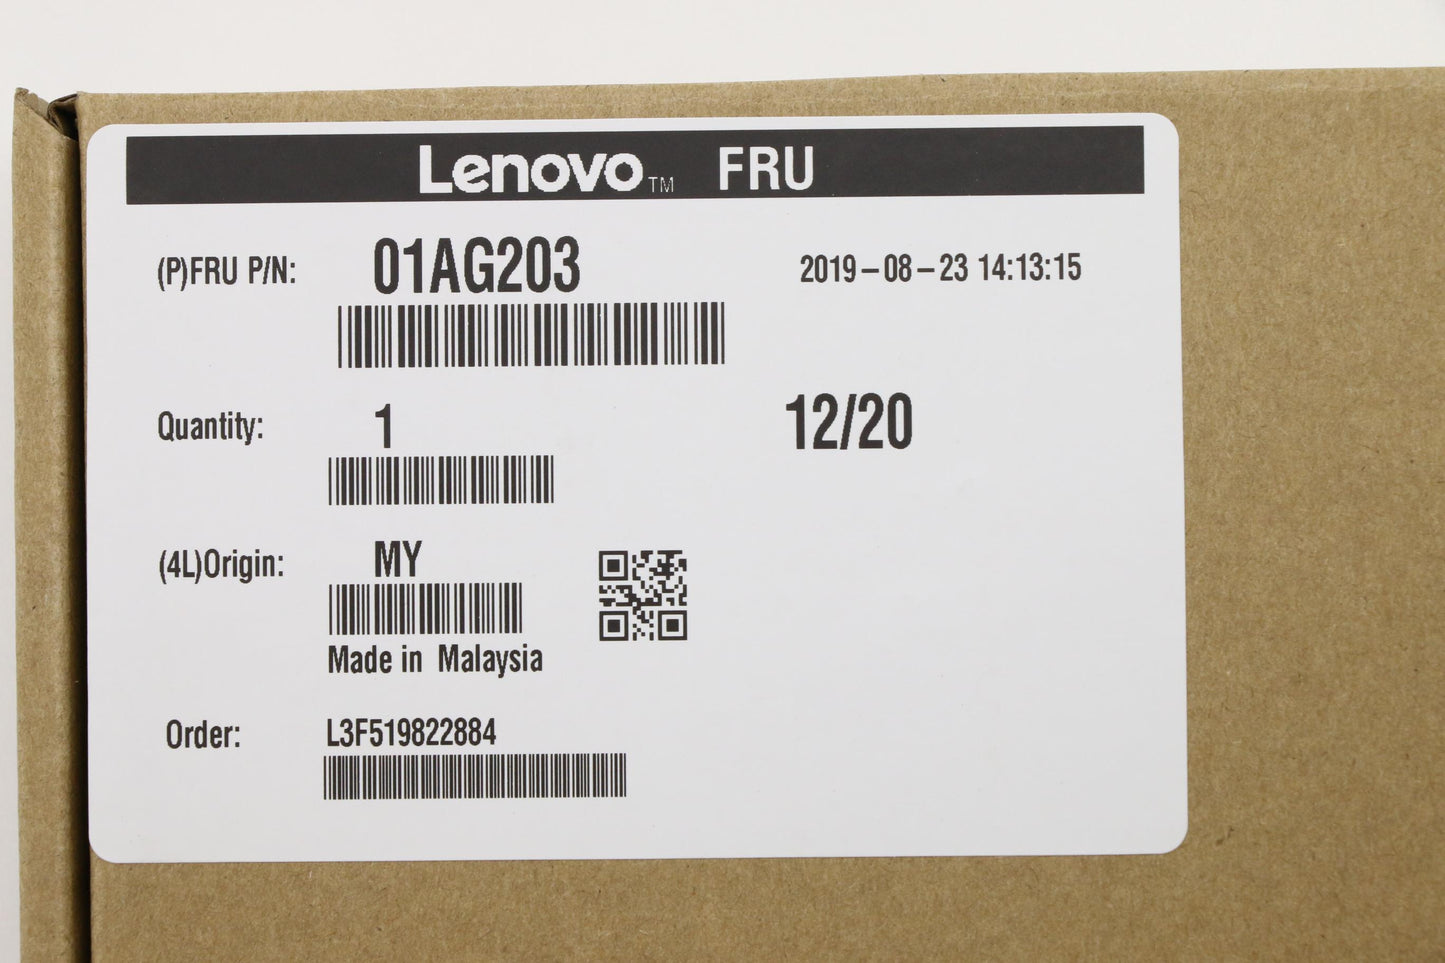 Lenovo™ FRU
(P)FRU P/N: 01AG203 2019-08-23 14:13:15
Quantity: 1 12/20
(4L)Origin: MY
Made in Malaysia
Order: L3F519822884